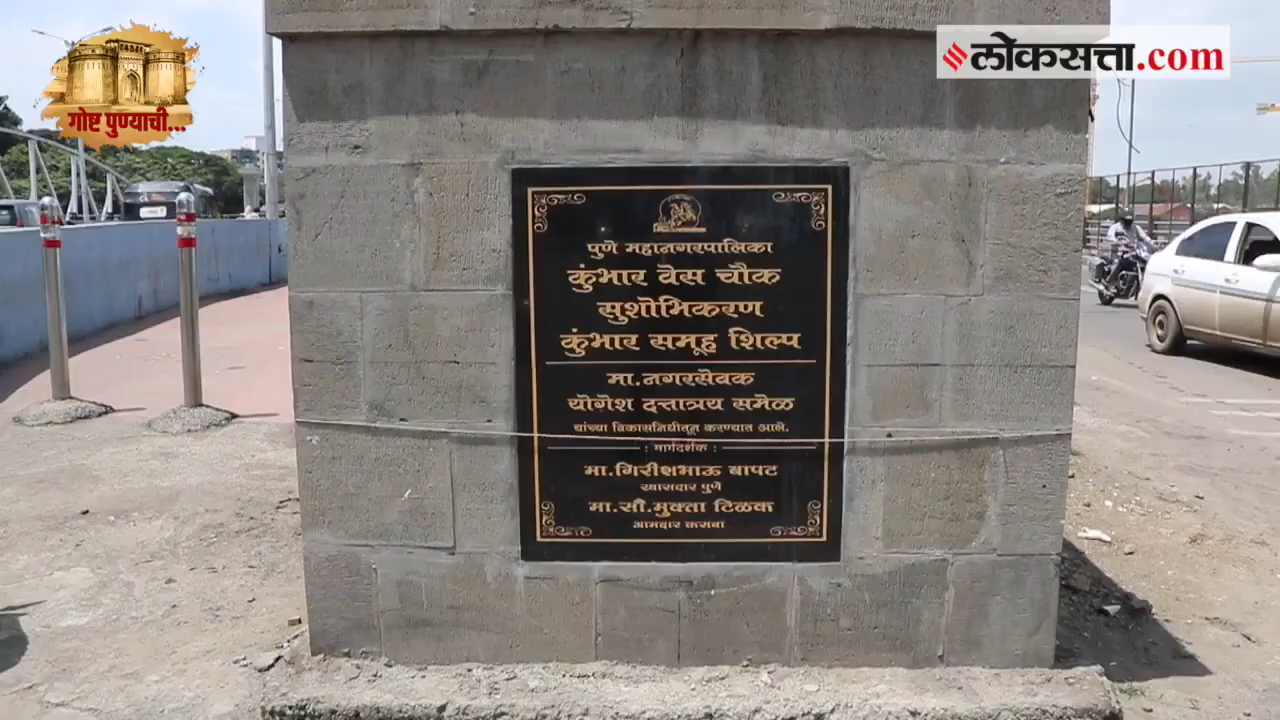 गोष्ट पुण्याची...
लोकसत्ता.com
पुणे महानगरपालिका
कुंभार वेस चौक
सुशोभिकरण
कुंभार समूह शिल्प
मा.नगरसेवक
योगेश दत्तात्रय समेळ
यांच्या विकासनिधीतून करण्यात आले.
: मार्गदर्शक :
मा.गिरीशभाऊ बापट
खासदार पुणे
मा.सौ.मुक्ता टिळक
आमदार कसबा